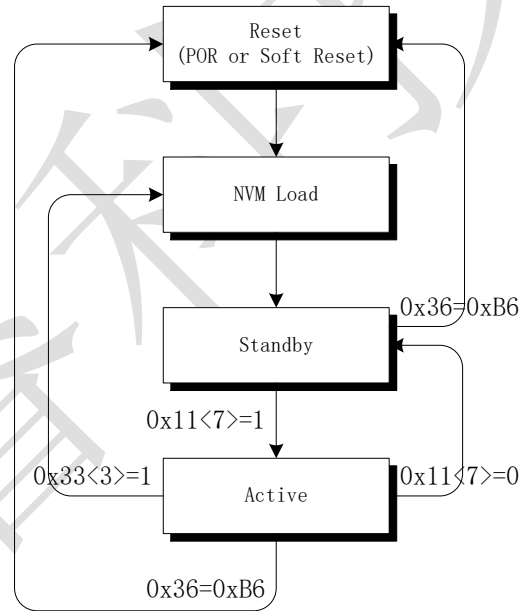 Reset
(POR or Soft Reset)
NVM Load
Standby
0x36=0xB6
0x11<7>=1
0x33<3>=1
Active
0x11<7>=0
0x36=0xB6